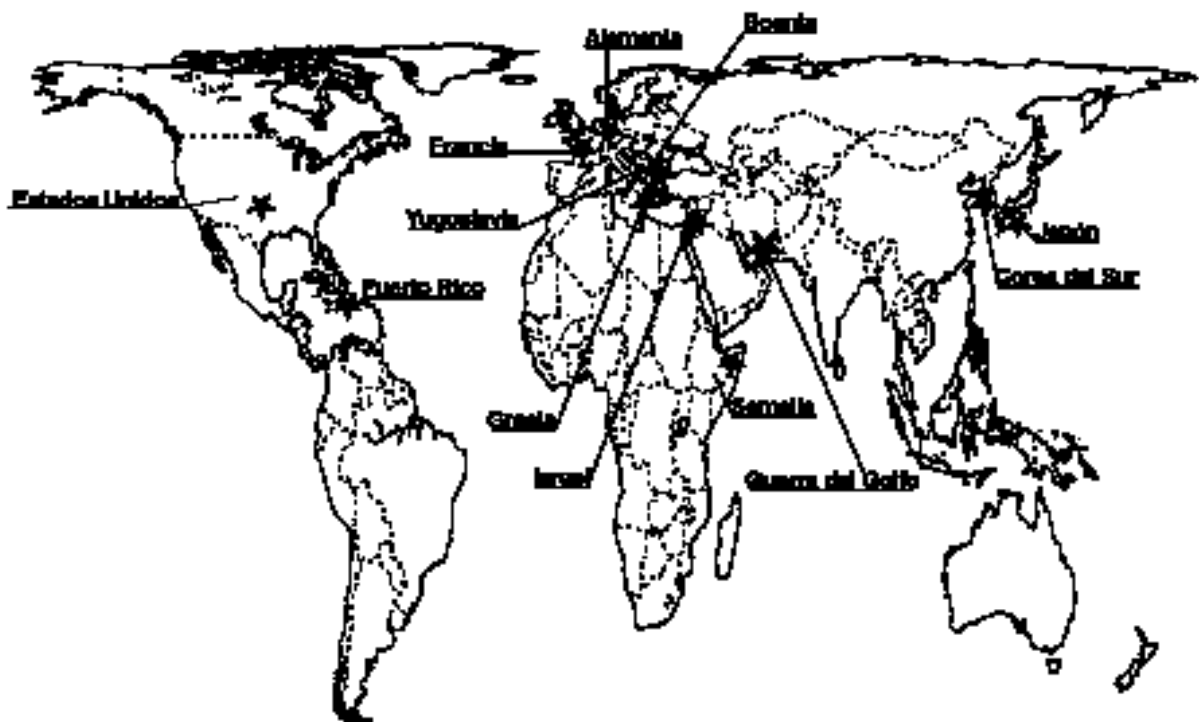 Bosnia
Alemania
Francia
Estados Unidos
Yugoslavia
Japón
Corea del Sur
Puerto Rico
Grecia
Somalia
Israel
Guerra del Golfo